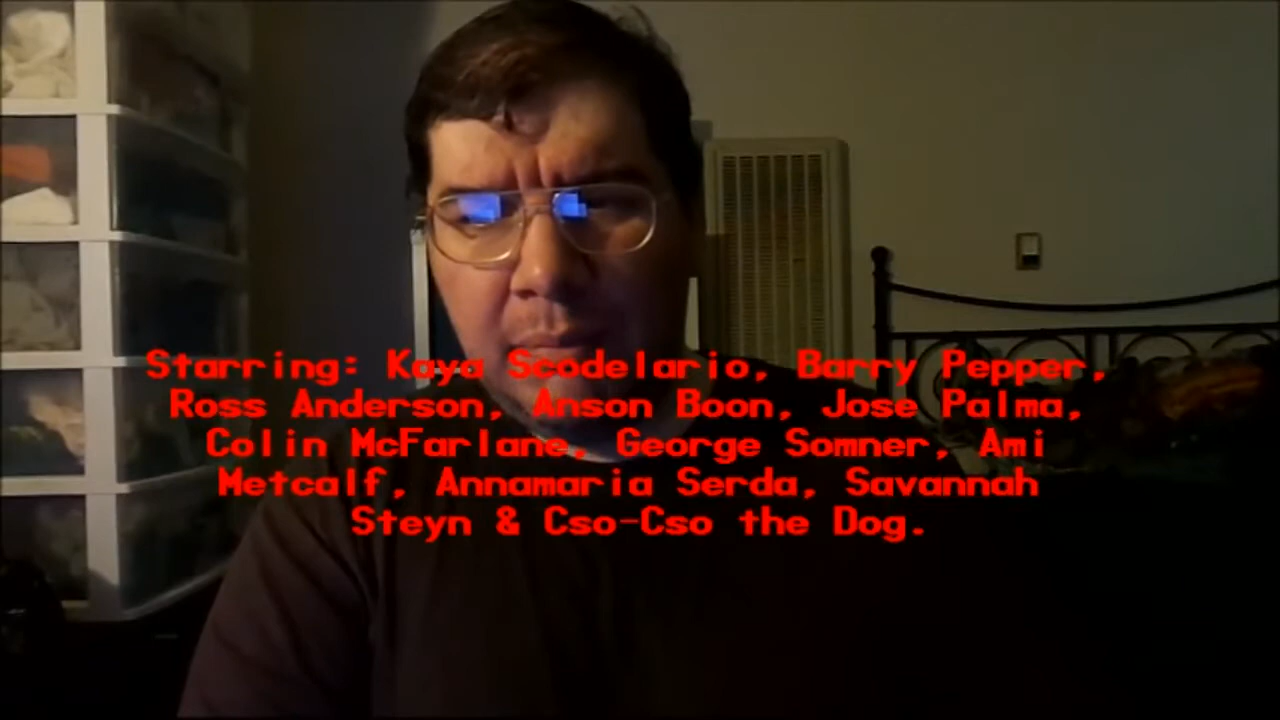 Starring: Kaya Scodelario, Barry Pepper,
Ross Anderson, Anson Boon, Jose Palma,
Colin McFarlane, George Somner, Ami
Metcalf, Annamaria Serda, Savannah
Steyn & Cso-Cso the Dog.